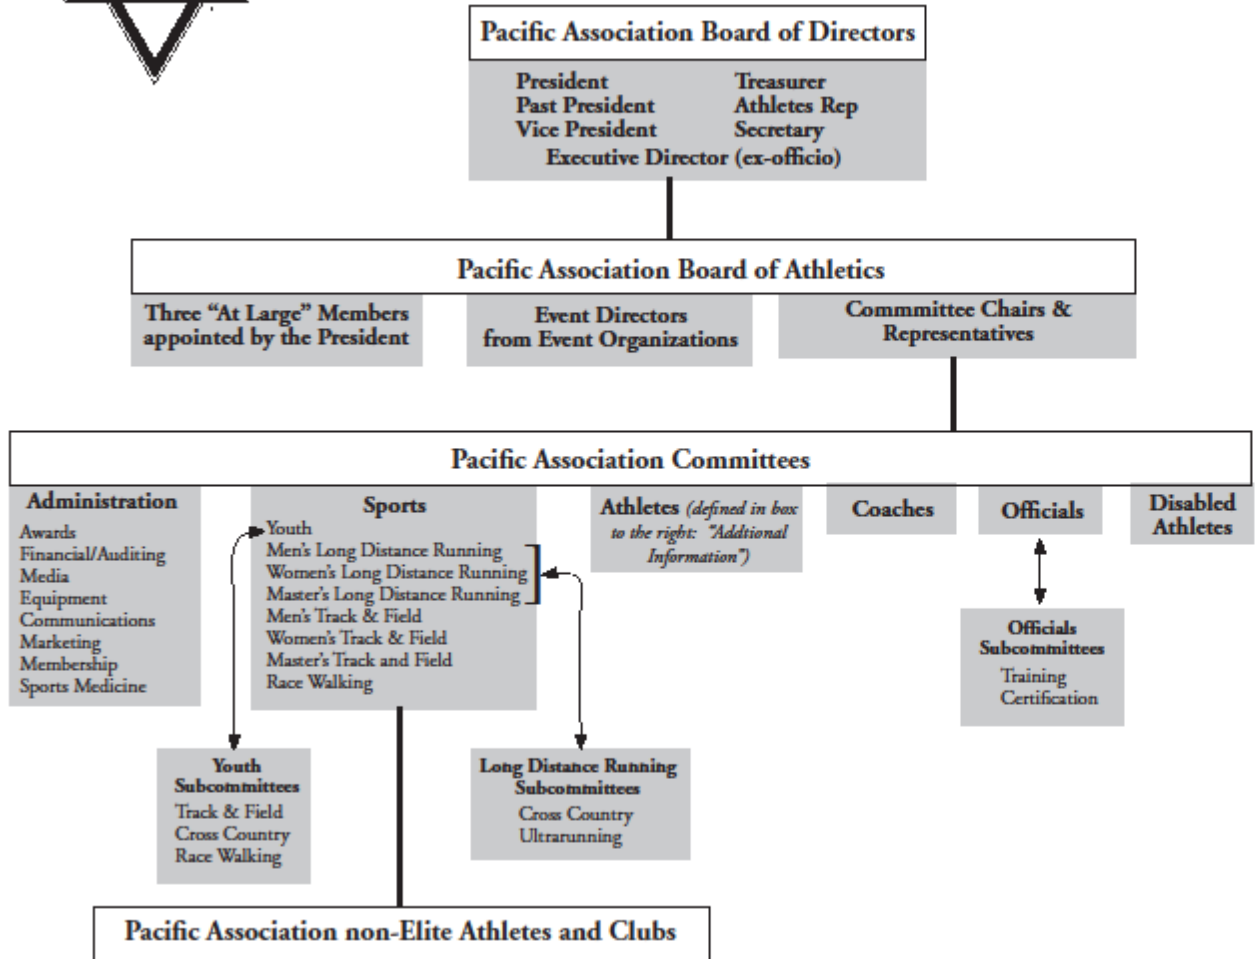 Pacific Association Board of Directors
President
Past President
Vice President
Treasurer
Athletes Rep
Secretary
Executive Director (ex-officio)
Pacific Association Board of Athletics
Three “At Large” Members
appointed by the President
Event Directors
from Event Organizations
Commmittee Chairs &
Representatives
Pacific Association Committees
Administration
Awards
Financial/Auditing
Media
Equipment
Communications
Marketing
Membership
Sports Medicine
Sports
Youth
Men’s Long Distance Running
Women’s Long Distance Running
Master’s Long Distance Running
Men’s Track & Field
Women’s Track & Field
Master’s Track and Field
Race Walking
Athletes (defined in box
to the right: “Addtional
Information”)
Coaches
Officials
Disabled
Athletes
Officials
Subcommittees
Training
Certification
Youth
Subcommittees
Track & Field
Cross Country
Race Walking
Long Distance Running
Subcommittees
Cross Country
Ultrarunning
Pacific Association non-Elite Athletes and Clubs